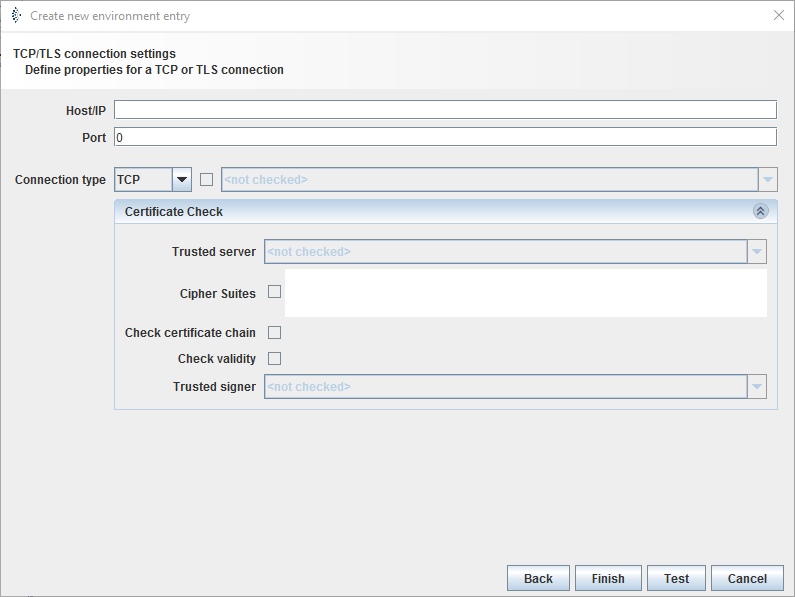 Create new environment entry
TCP/TLS connection settings
Define properties for a TCP or TLS connection
Host/IP
Port 0
Connection type TCP <not checked>
Certificate Check
Trusted server <not checked>
Cipher Suites
Check certificate chain
Check validity
Trusted signer <not checked>
Back Finish Test Cancel